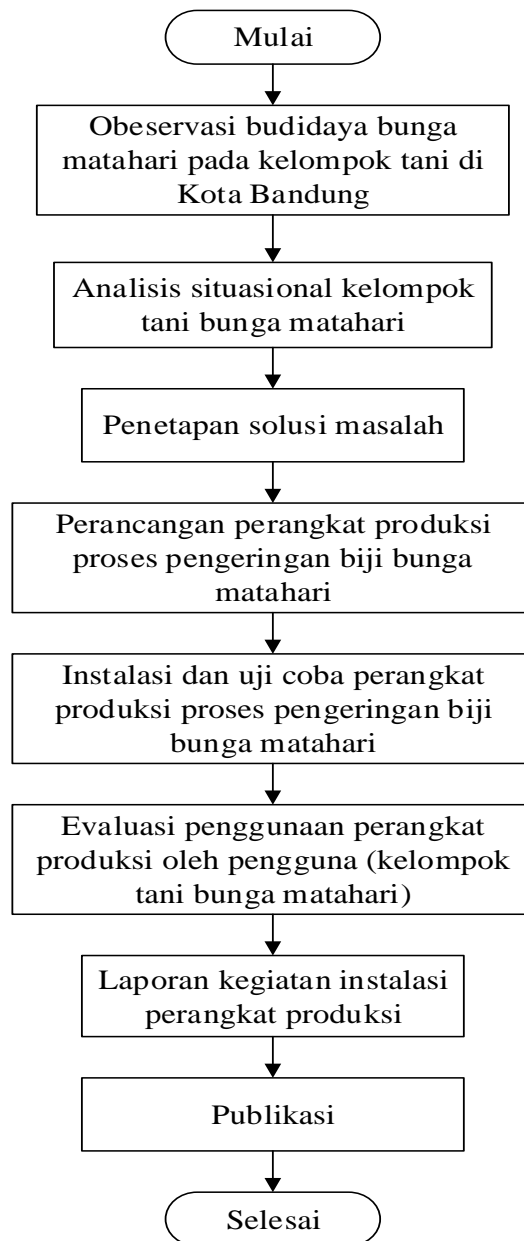 Mulai
Obeservasi budidaya bunga
matahari pada kelompok tani di
Kota Bandung
Analisis situasional kelompok
tani bunga matahari
Penetapan solusi masalah
Perancangan perangkat produksi
proses pengeringan biji bunga
matahari
Instalasi dan uji coba perangkat
produksi proses pengeringan biji
bunga matahari
Evaluasi penggunaan perangkat
produksi oleh pengguna (kelompok
tani bunga matahari)
Laporan kegiatan instalasi
perangkat produksi
Publikasi
Selesai